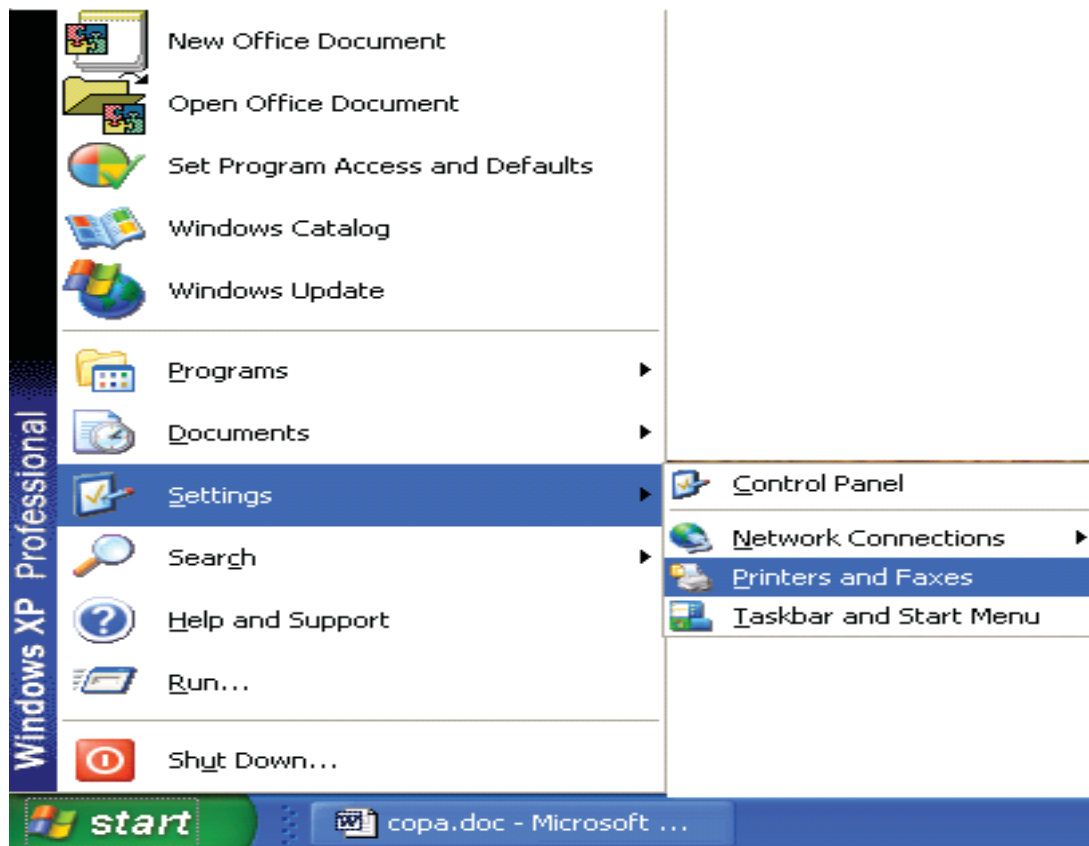 New Office Document
Open Office Document
Set Program Access and Defaults
Windows Catalog
Windows Update
Programs
Documents
Settings
Search
Help and Support
Run...
Shut Down...
Control Panel
Network Connections
Printers and Faxes
Taskbar and Start Menu
Windows XP Professional
start
copa.doc - Microsoft ...